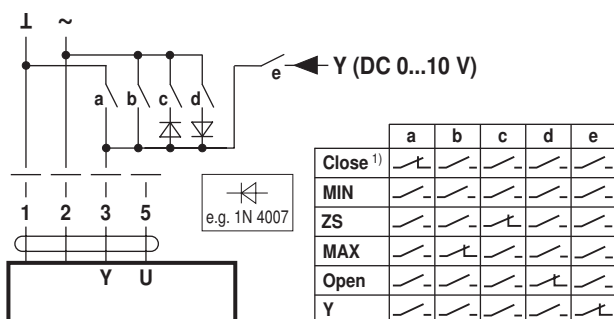 ⊥ ~
e Y (DC 0...10 V)
a b c d
1 2 3 5
e.g. 1N 4007
Y U
a b c d e
Close 1)
MIN
ZS
MAX
Open
Y